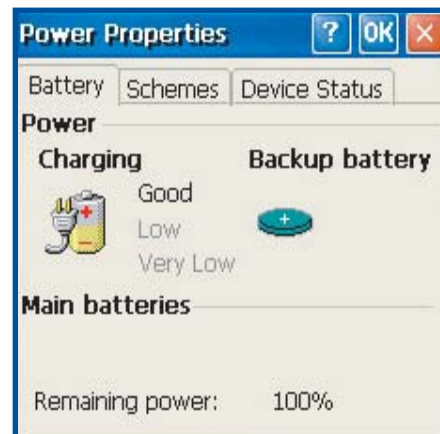 Power Properties ? OK ×
Battery Schemes Device Status
Power
Charging Backup battery
Good
Low
Very Low
Main batteries
Remaining power: 100%